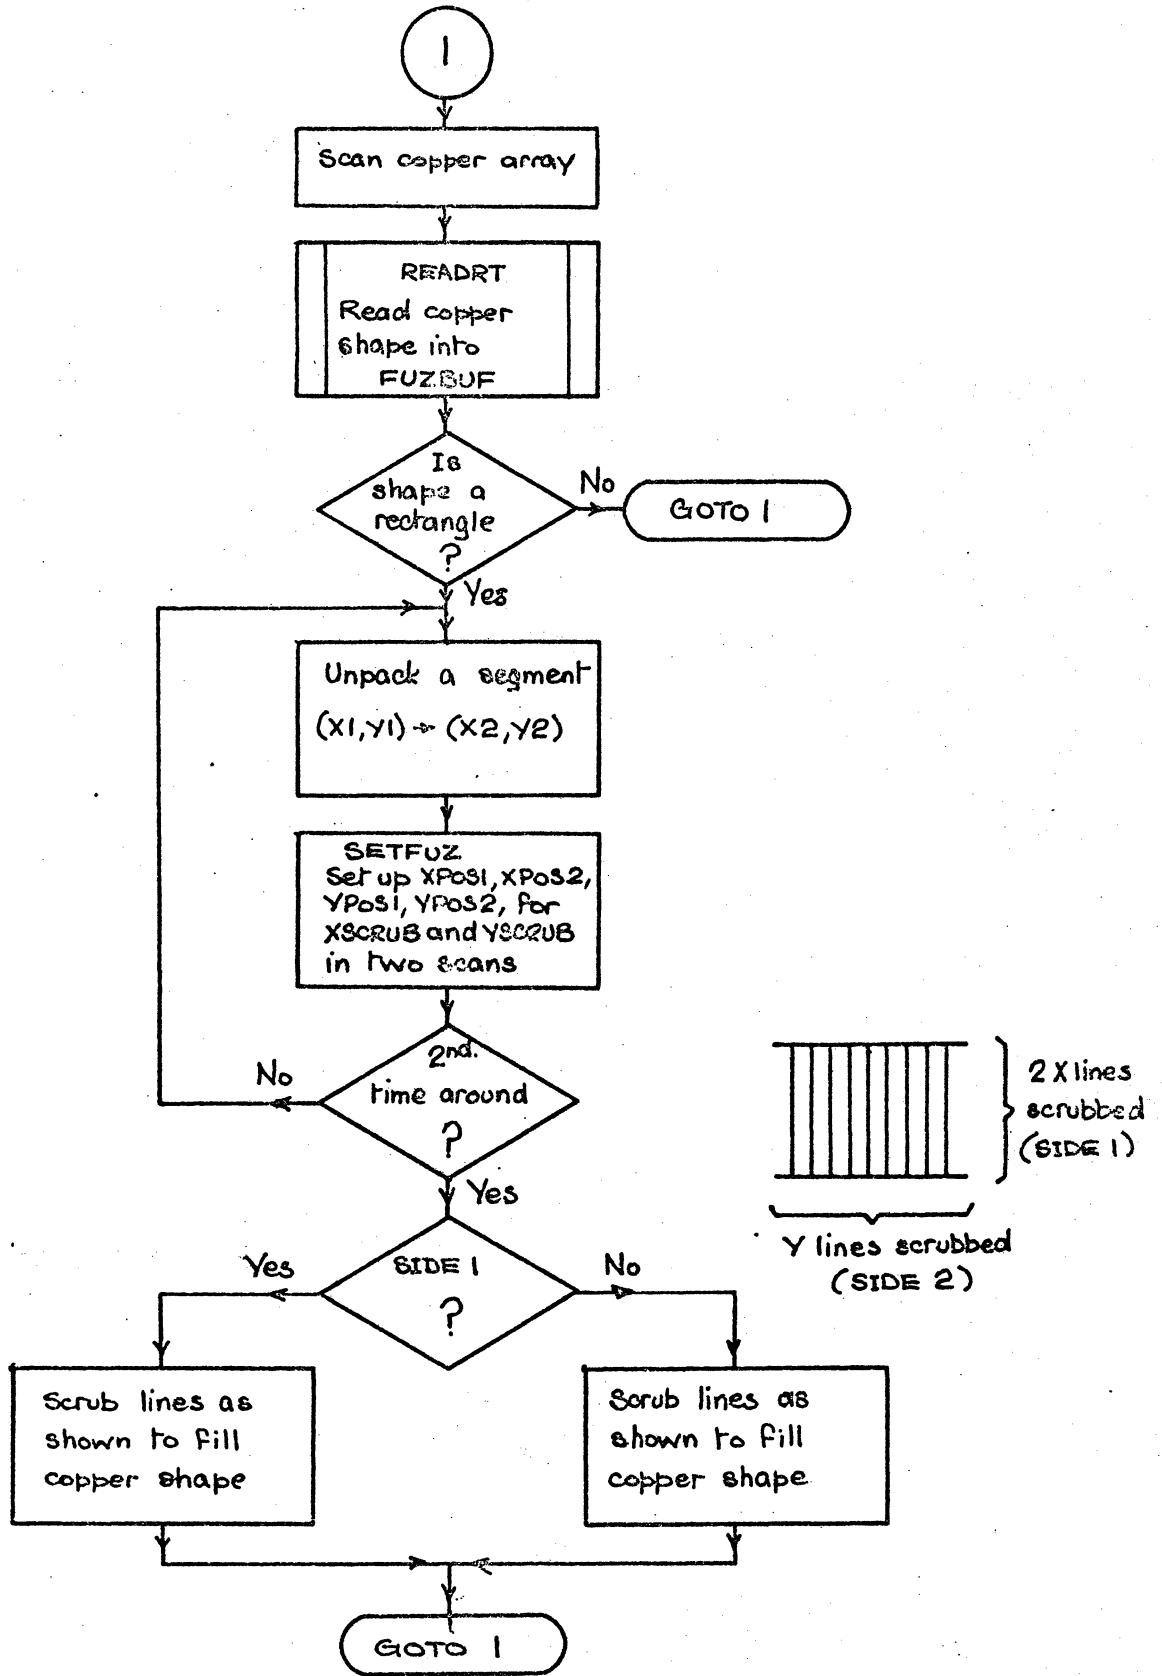 1
Scan copper array
READRT
Read copper
shape into
FUZBUF
Is
shape a
rectangle
?
No
GOTO 1
Yes
Unpack a segment
(X1,Y1) → (X2,Y2)
SETFUZ
Set up XPOS1, XPOS2,
YPOS1, YPOS2, for
XSCRUB and YSCRUB
in two scans
2nd.
time around
?
No
Yes
2 X lines
scrubbed
(SIDE 1)
Y lines scrubbed
(SIDE 2)
SIDE 1
?
Yes
No
Scrub lines as
shown to fill
copper shape
Scrub lines as
shown to fill
copper shape
GOTO 1